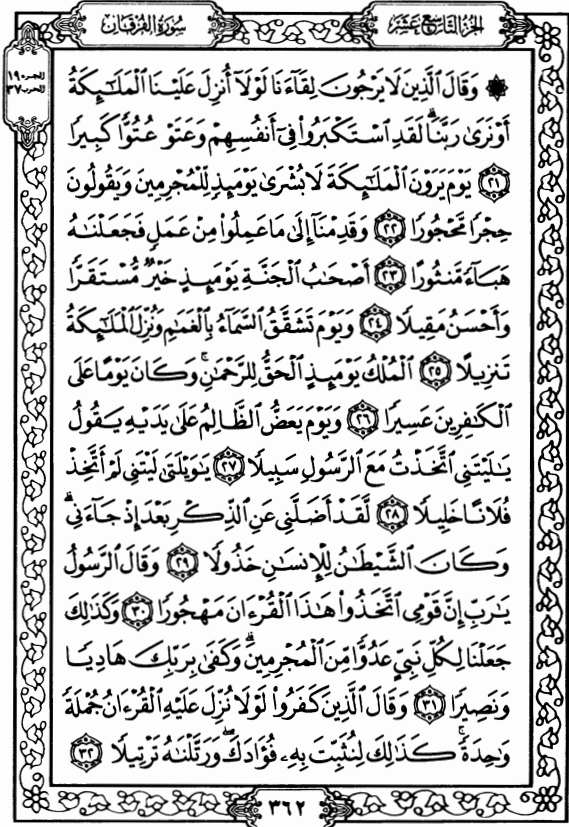 الجزء التاسع عشر
سورة الفرقان
الجزء ١٩
الحزب ٣٧
۞ وَقَالَ ٱلَّذِينَ لَا يَرْجُونَ لِقَآءَنَا لَوْلَآ أُنزِلَ عَلَيْنَا ٱلْمَلَـٰٓئِكَةُ
أَوْ نَرَىٰ رَبَّنَا ۗ لَقَدِ ٱسْتَكْبَرُوا۟ فِىٓ أَنفُسِهِمْ وَعَتَوْ عُتُوًّا كَبِيرًا
﴿٢١﴾ يَوْمَ يَرَوْنَ ٱلْمَلَـٰٓئِكَةَ لَا بُشْرَىٰ يَوْمَئِذٍ لِّلْمُجْرِمِينَ وَيَقُولُونَ
حِجْرًا مَّحْجُورًا ﴿٢٢﴾ وَقَدِمْنَآ إِلَىٰ مَا عَمِلُوا۟ مِنْ عَمَلٍ فَجَعَلْنَـٰهُ
هَبَآءً مَّنثُورًا ﴿٢٣﴾ أَصْحَـٰبُ ٱلْجَنَّةِ يَوْمَئِذٍ خَيْرٌ مُّسْتَقَرًّا
وَأَحْسَنُ مَقِيلًا ﴿٢٤﴾ وَيَوْمَ تَشَقَّقُ ٱلسَّمَآءُ بِٱلْغَمَـٰمِ وَنُزِّلَ ٱلْمَلَـٰٓئِكَةُ
تَنزِيلًا ﴿٢٥﴾ ٱلْمُلْكُ يَوْمَئِذٍ ٱلْحَقُّ لِلرَّحْمَـٰنِ ۚ وَكَانَ يَوْمًا عَلَى
ٱلْكَـٰفِرِينَ عَسِيرًا ﴿٢٦﴾ وَيَوْمَ يَعَضُّ ٱلظَّالِمُ عَلَىٰ يَدَيْهِ يَقُولُ
يَـٰلَيْتَنِى ٱتَّخَذْتُ مَعَ ٱلرَّسُولِ سَبِيلًا ﴿٢٧﴾ يَـٰوَيْلَتَىٰ لَيْتَنِى لَمْ أَتَّخِذْ
فُلَانًا خَلِيلًا ﴿٢٨﴾ لَّقَدْ أَضَلَّنِى عَنِ ٱلذِّكْرِ بَعْدَ إِذْ جَآءَنِى ۗ
وَكَانَ ٱلشَّيْطَـٰنُ لِلْإِنسَـٰنِ خَذُولًا ﴿٢٩﴾ وَقَالَ ٱلرَّسُولُ
يَـٰرَبِّ إِنَّ قَوْمِى ٱتَّخَذُوا۟ هَـٰذَا ٱلْقُرْءَانَ مَهْجُورًا ﴿٣٠﴾ وَكَذَٰلِكَ
جَعَلْنَا لِكُلِّ نَبِىٍّ عَدُوًّا مِّنَ ٱلْمُجْرِمِينَ ۗ وَكَفَىٰ بِرَبِّكَ هَادِيًا
وَنَصِيرًا ﴿٣١﴾ وَقَالَ ٱلَّذِينَ كَفَرُوا۟ لَوْلَا نُزِّلَ عَلَيْهِ ٱلْقُرْءَانُ جُمْلَةً
وَٰحِدَةً ۚ كَذَٰلِكَ لِنُثَبِّتَ بِهِۦ فُؤَادَكَ ۖ وَرَتَّلْنَـٰهُ تَرْتِيلًا ﴿٣٢﴾
٣٦٢